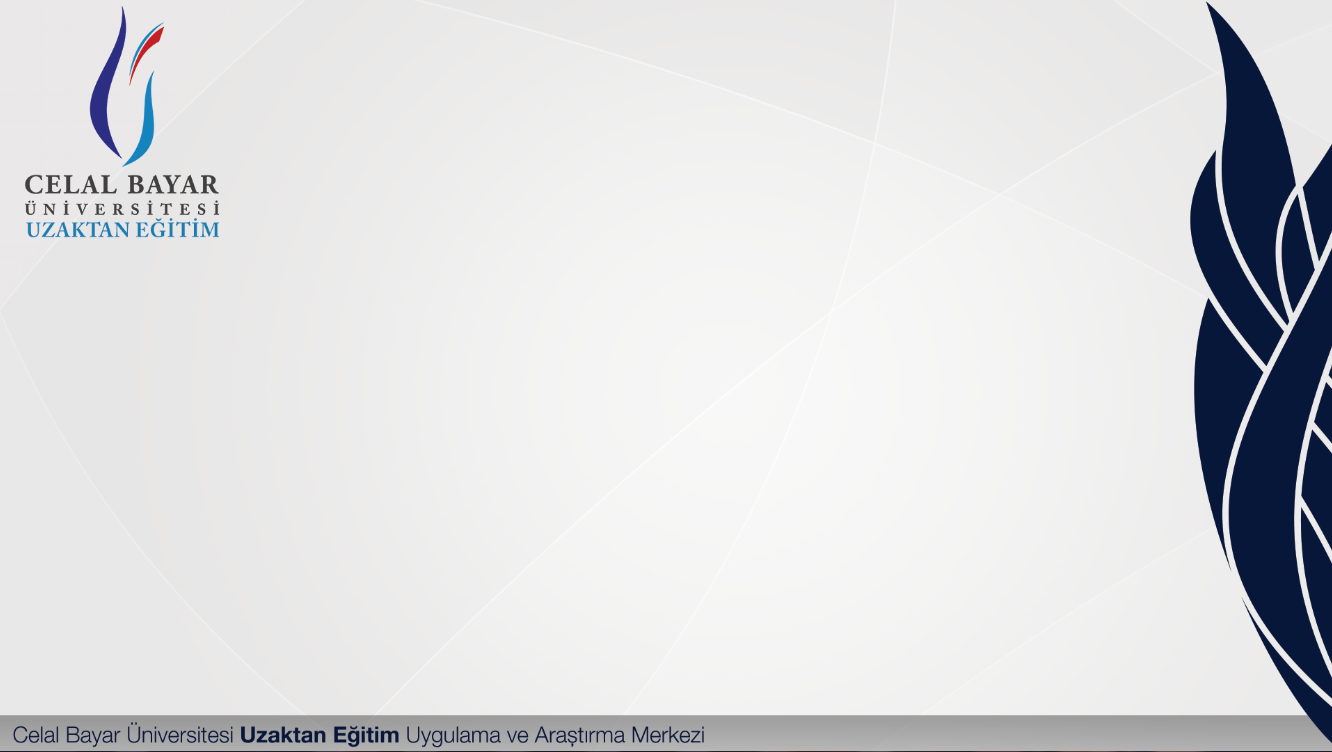 CELAL BAYAR
ÜNİVERSİTESİ
UZAKTAN EĞİTİM
Celal Bayar Üniversitesi Uzaktan Eğitim Uygulama ve Araştırma Merkezi